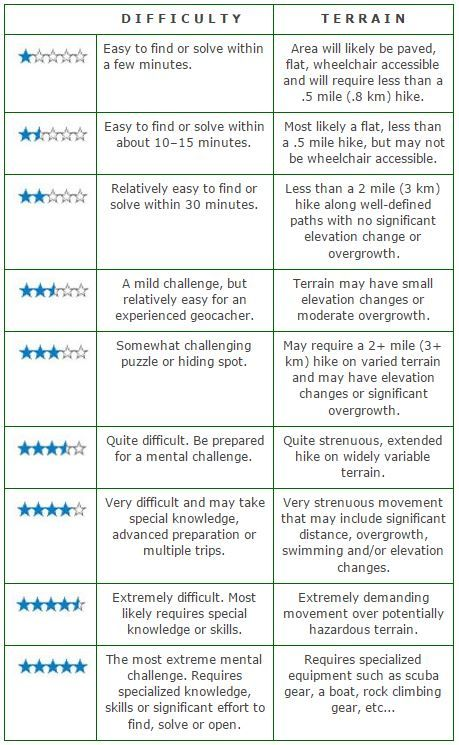 DIFFICULTY TERRAIN
Easy to find or solve within
a few minutes.
Area will likely be paved,
flat, wheelchair accessible
and will require less than a
.5 mile (.8 km) hike.
Easy to find or solve within
about 10–15 minutes.
Most likely a flat, less than
a .5 mile hike, but may not
be wheelchair accessible.
Relatively easy to find or
solve within 30 minutes.
Less than a 2 mile (3 km)
hike along well-defined
paths with no significant
elevation change or
overgrowth.
A mild challenge, but
relatively easy for an
experienced geocacher.
Terrain may have small
elevation changes or
moderate overgrowth.
Somewhat challenging
puzzle or hiding spot.
May require a 2+ mile (3+
km) hike on varied terrain
and may have elevation
changes or significant
overgrowth.
Quite difficult. Be prepared
for a mental challenge.
Quite strenuous, extended
hike on widely variable
terrain.
Very difficult and may take
special knowledge,
advanced preparation or
multiple trips.
Very strenuous movement
that may include significant
distance, overgrowth,
swimming and/or elevation
changes.
Extremely difficult. Most
likely requires special
knowledge or skills.
Extremely demanding
movement over potentially
hazardous terrain.
The most extreme mental
challenge. Requires
specialized knowledge,
skills or significant effort to
find, solve or open.
Requires specialized
equipment such as scuba
gear, a boat, rock climbing
gear, etc...